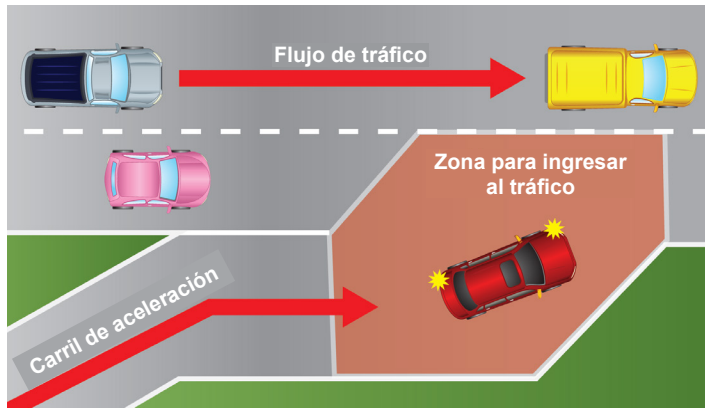 Flujo de tráfico
Zona para ingresar
al tráfico
Carril de aceleración